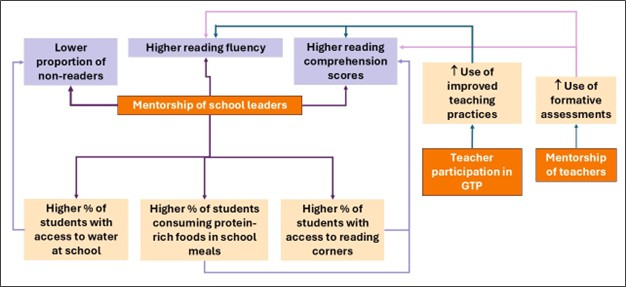 Lower
proportion of
non-readers
Higher reading fluency
Higher reading
comprehension
scores
↑ Use of
improved
teaching
practices
↑ Use of
formative
assessments
Mentorship of school leaders
Teacher
participation in
GTP
Mentorship
of teachers
Higher % of
students with
access to water
at school
Higher % of students
consuming protein-
rich foods in school
meals
Higher % of
students with
access to reading
corners